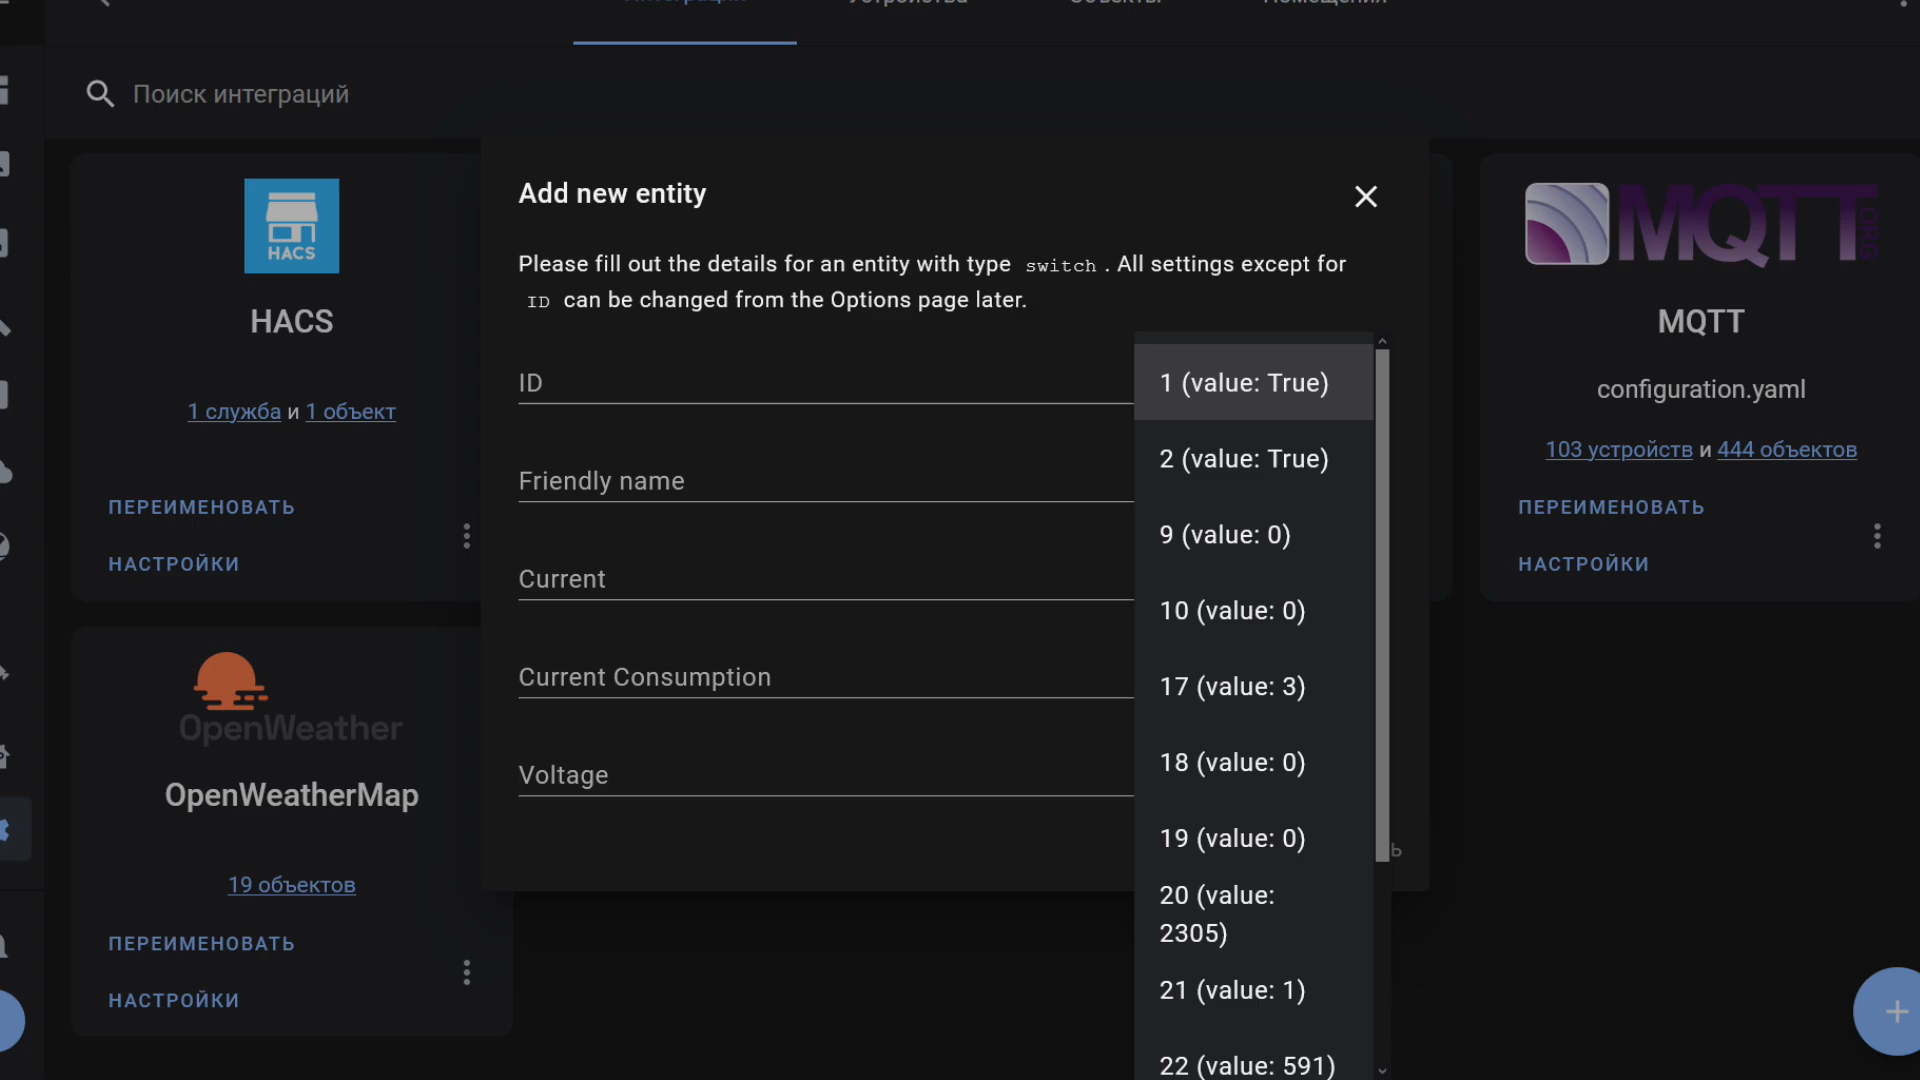 Поиск интеграций
HACS
HACS
1 служба и 1 объект
ПЕРЕИМЕНОВАТЬ
НАСТРОЙКИ
OpenWeather
OpenWeatherMap
19 объектов
ПЕРЕИМЕНОВАТЬ
НАСТРОЙКИ
Add new entity
Please fill out the details for an entity with type switch. All settings except for
ID can be changed from the Options page later.
ID
Friendly name
Current
Current Consumption
Voltage
1 (value: True)
2 (value: True)
9 (value: 0)
10 (value: 0)
17 (value: 3)
18 (value: 0)
19 (value: 0)
20 (value:
2305)
21 (value: 1)
22 (value: 591)
MQTT.ORG
MQTT
configuration.yaml
103 устройств и 444 объектов
ПЕРЕИМЕНОВАТЬ
НАСТРОЙКИ